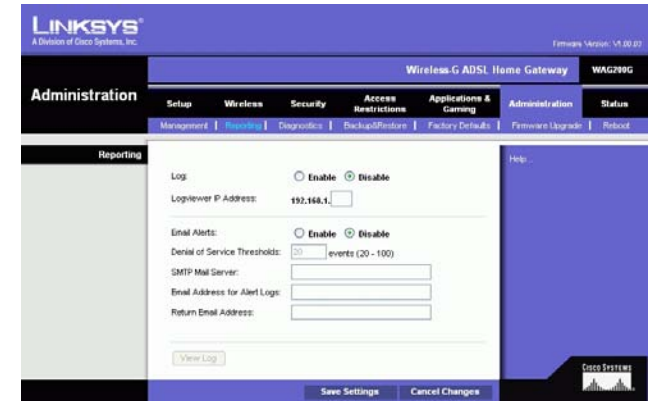 LINKSYS®
A Division of Cisco Systems, Inc.
Firmware Version: V1.00.03
Wireless-G ADSL Home Gateway WAG200G
Administration
Setup Wireless Security Access Restrictions Applications & Gaming Administration Status
Management | Reporting | Diagnostics | Backup&Restore | Factory Defaults | Firmware Upgrade | Reboot
Reporting
Help...
Log: Enable Disable
Logviewer IP Address: 192.168.1.
Email Alerts: Enable Disable
Denial of Service Thresholds: 20 events (20 - 100)
SMTP Mail Server:
Email Address for Alert Logs:
Return Email Address:
View Log
CISCO SYSTEMS
Save Settings Cancel Changes